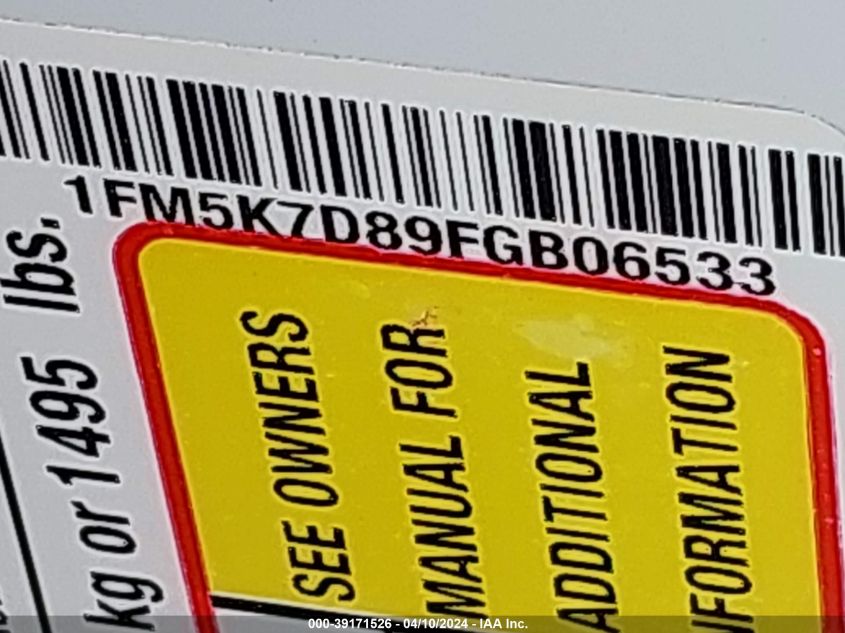 1FM5K7D89FGB06533
kg or 1495 lbs.
SEE OWNERS
MANUAL FOR
ADDITIONAL
INFORMATION
000-39171526 - 04/10/2024 - IAA Inc.